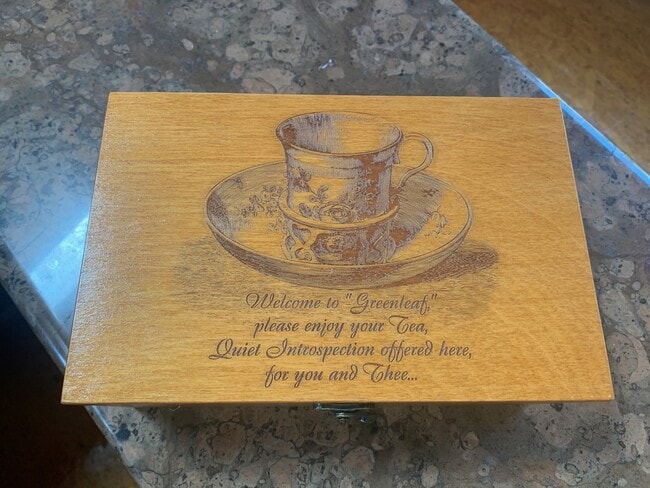 Welcome to "Greenleaf,"
please enjoy your Tea,
Quiet Introspection offered here,
for you and Thee...